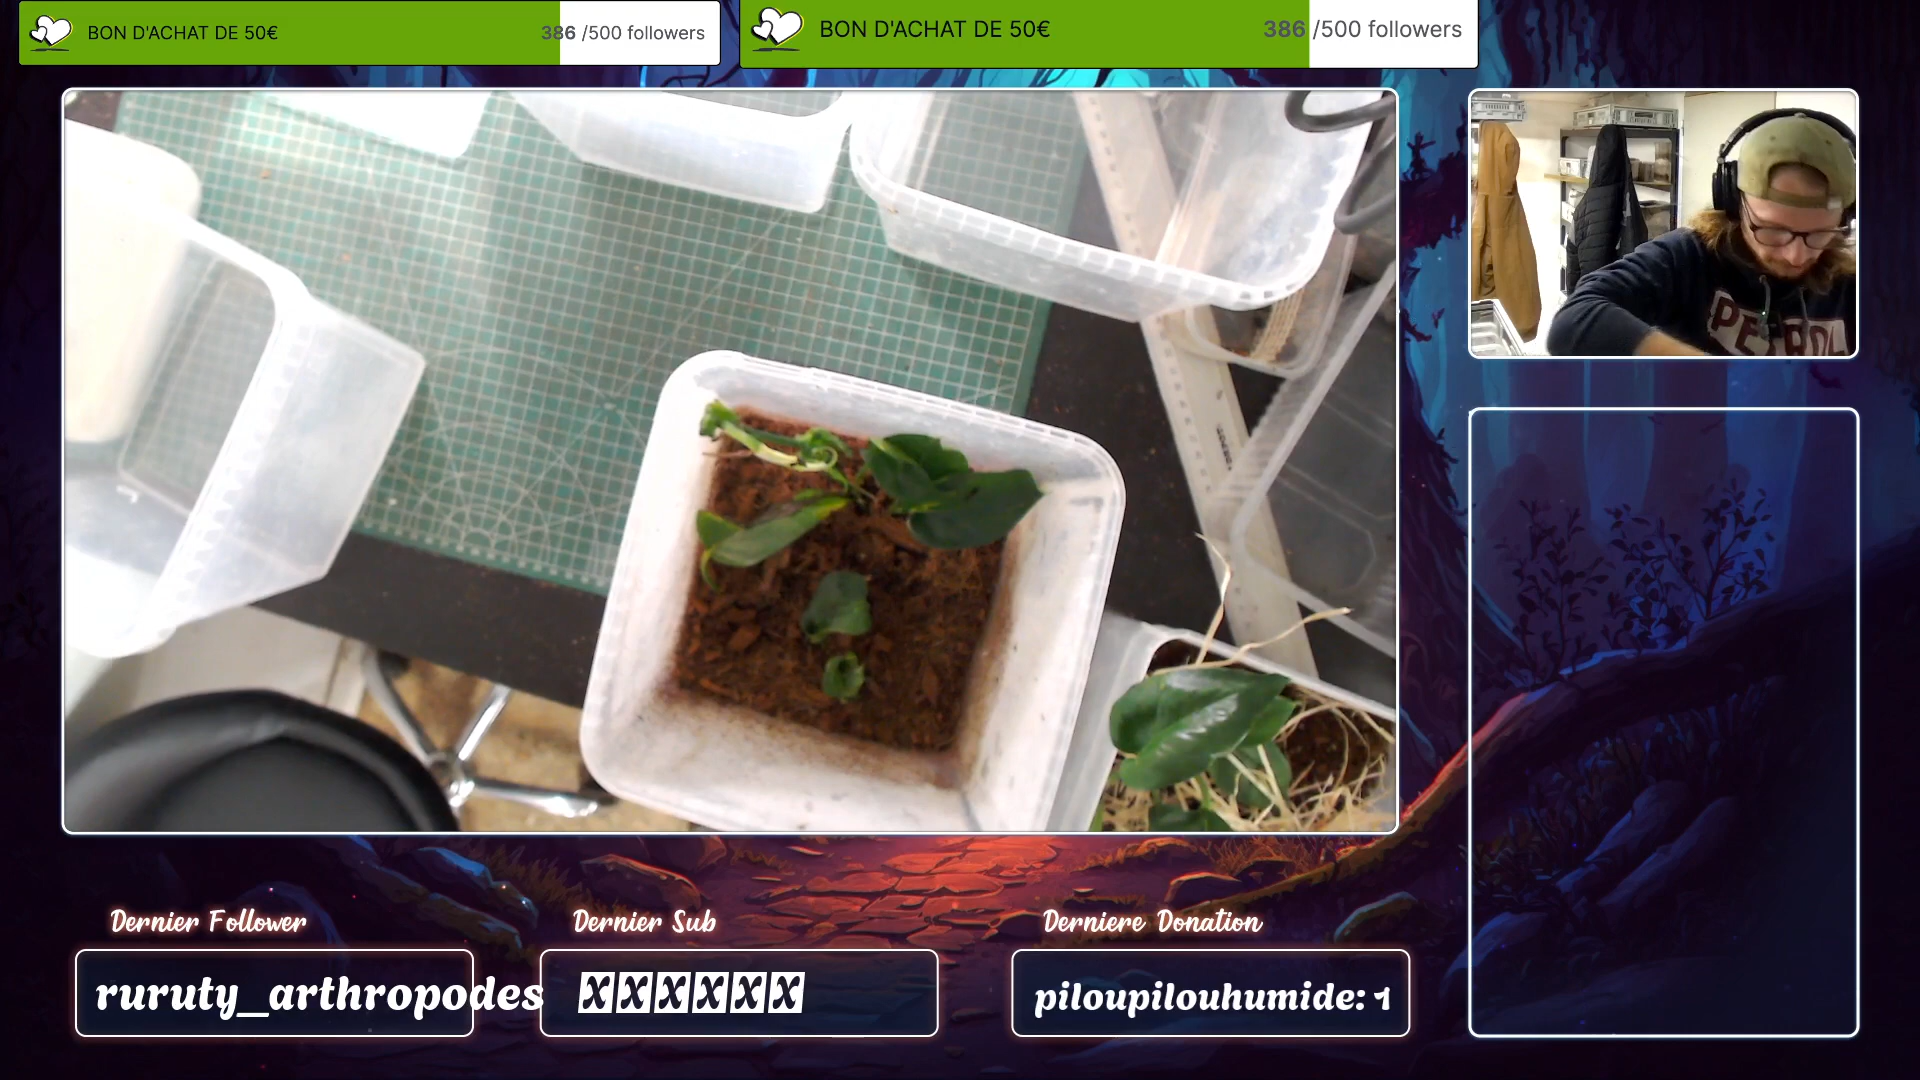 BON D'ACHAT DE 50€ 386 /500 followers
BON D'ACHAT DE 50€ 386 /500 followers
Dernier Follower
Dernier Sub
Derniere Donation
ruruty_arthropodes
piloupilouhumide: 1